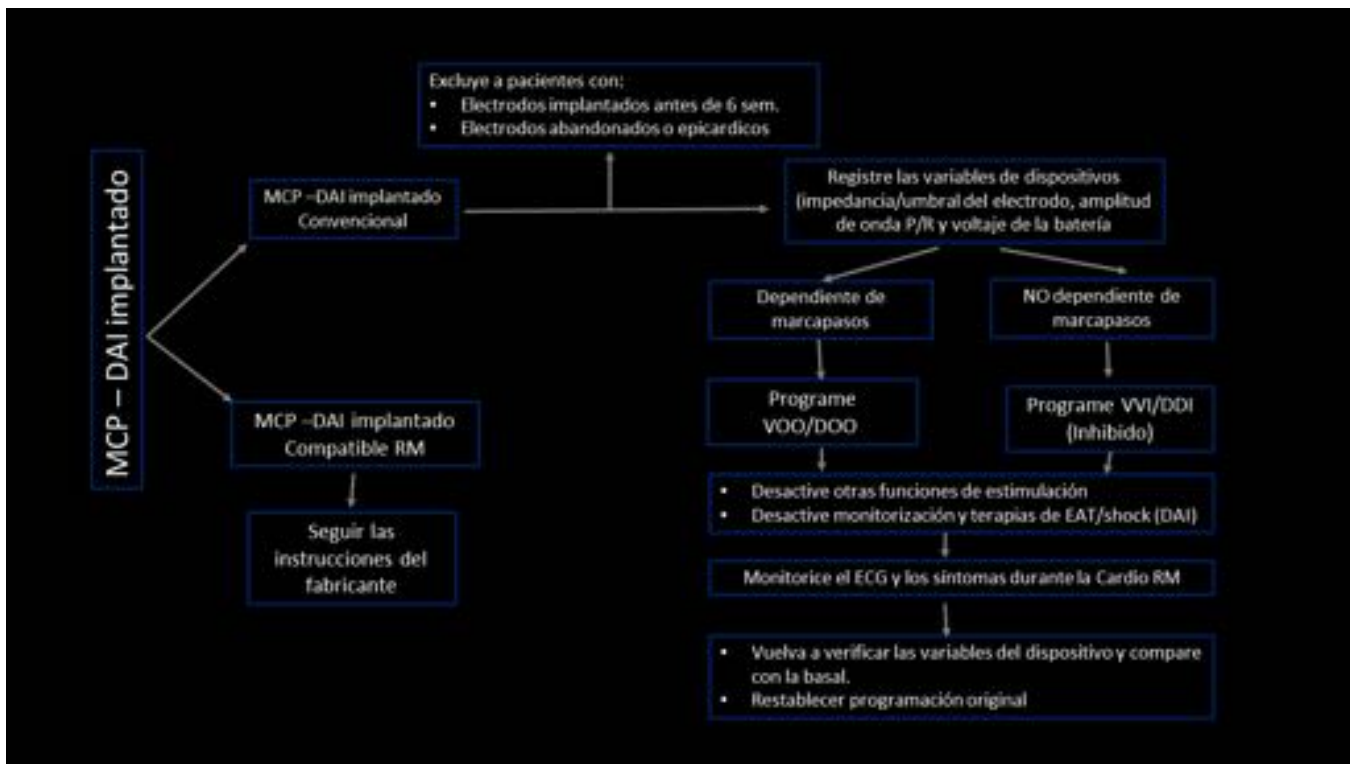 MCP – DAI implantado
Excluye a pacientes con:
• Electrodos implantados antes de 6 sem.
• Electrodos abandonados o epicardicos
MCP –DAI implantado
Convencional
Registre las variables de dispositivos
(impedancia/umbral del electrodo, amplitud
de onda P/R y voltaje de la batería
Dependiente de
marcapasos
NO dependiente de
marcapasos
Programe
VOO/DOO
Programe VVI/DDI
(Inhibido)
• Desactive otras funciones de estimulación
• Desactive monitorización y terapias de EAT/shock (DAI)
Monitorice el ECG y los síntomas durante la Cardio RM
• Vuelva a verificar las variables del dispositivo y compare
con la basal.
• Restablecer programación original
MCP –DAI implantado
Compatible RM
Seguir las
instrucciones del
fabricante